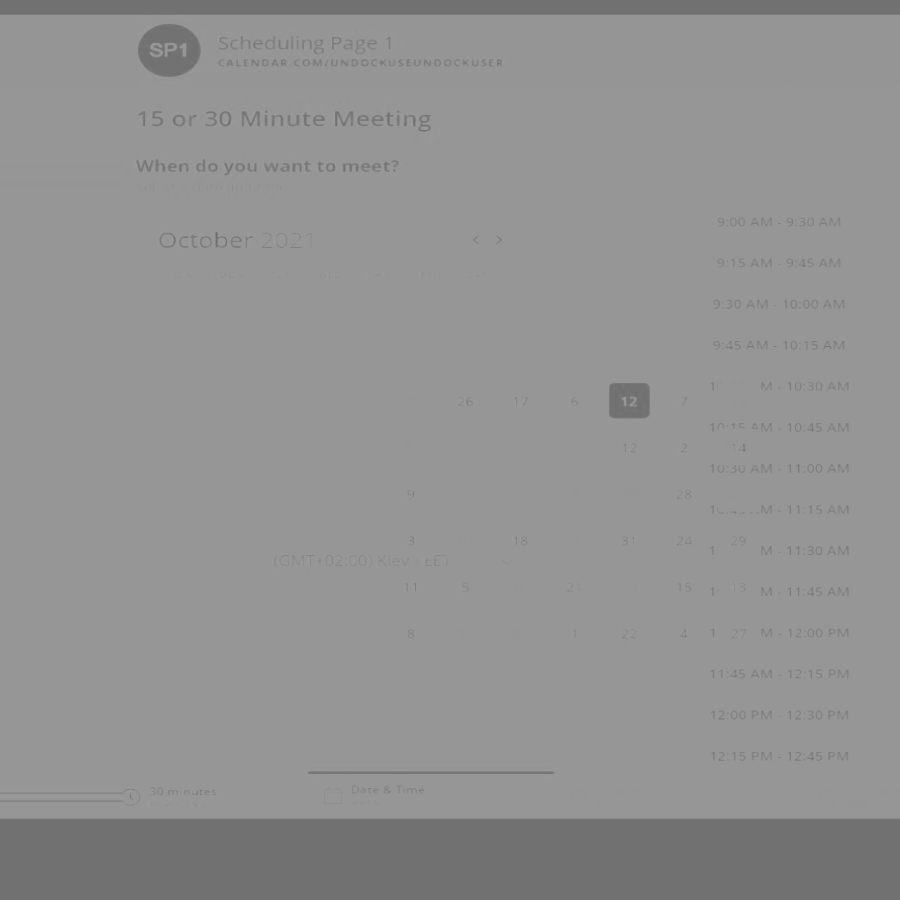 SP1
Scheduling Page 1
CALENDAR.COM/UNDOCKUSEUNDOCKUSER
15 or 30 Minute Meeting
When do you want to meet?
October 2021
< >
9:00 AM - 9:30 AM
9:15 AM - 9:45 AM
9:30 AM - 10:00 AM
9:45 AM - 10:15 AM
M - 10:30 AM
26 17 6 12 7
10:15 AM - 10:45 AM
12 2 14
10:30 AM - 11:00 AM
9 28
M - 11:15 AM
3 18 31 24 29
M - 11:30 AM
(GMT+02:00) Kiev - EET
11 5 21 15 13
M - 11:45 AM
8 1 22 4 27
M - 12:00 PM
11:45 AM - 12:15 PM
12:00 PM - 12:30 PM
12:15 PM - 12:45 PM
30 minutes
Date & Time